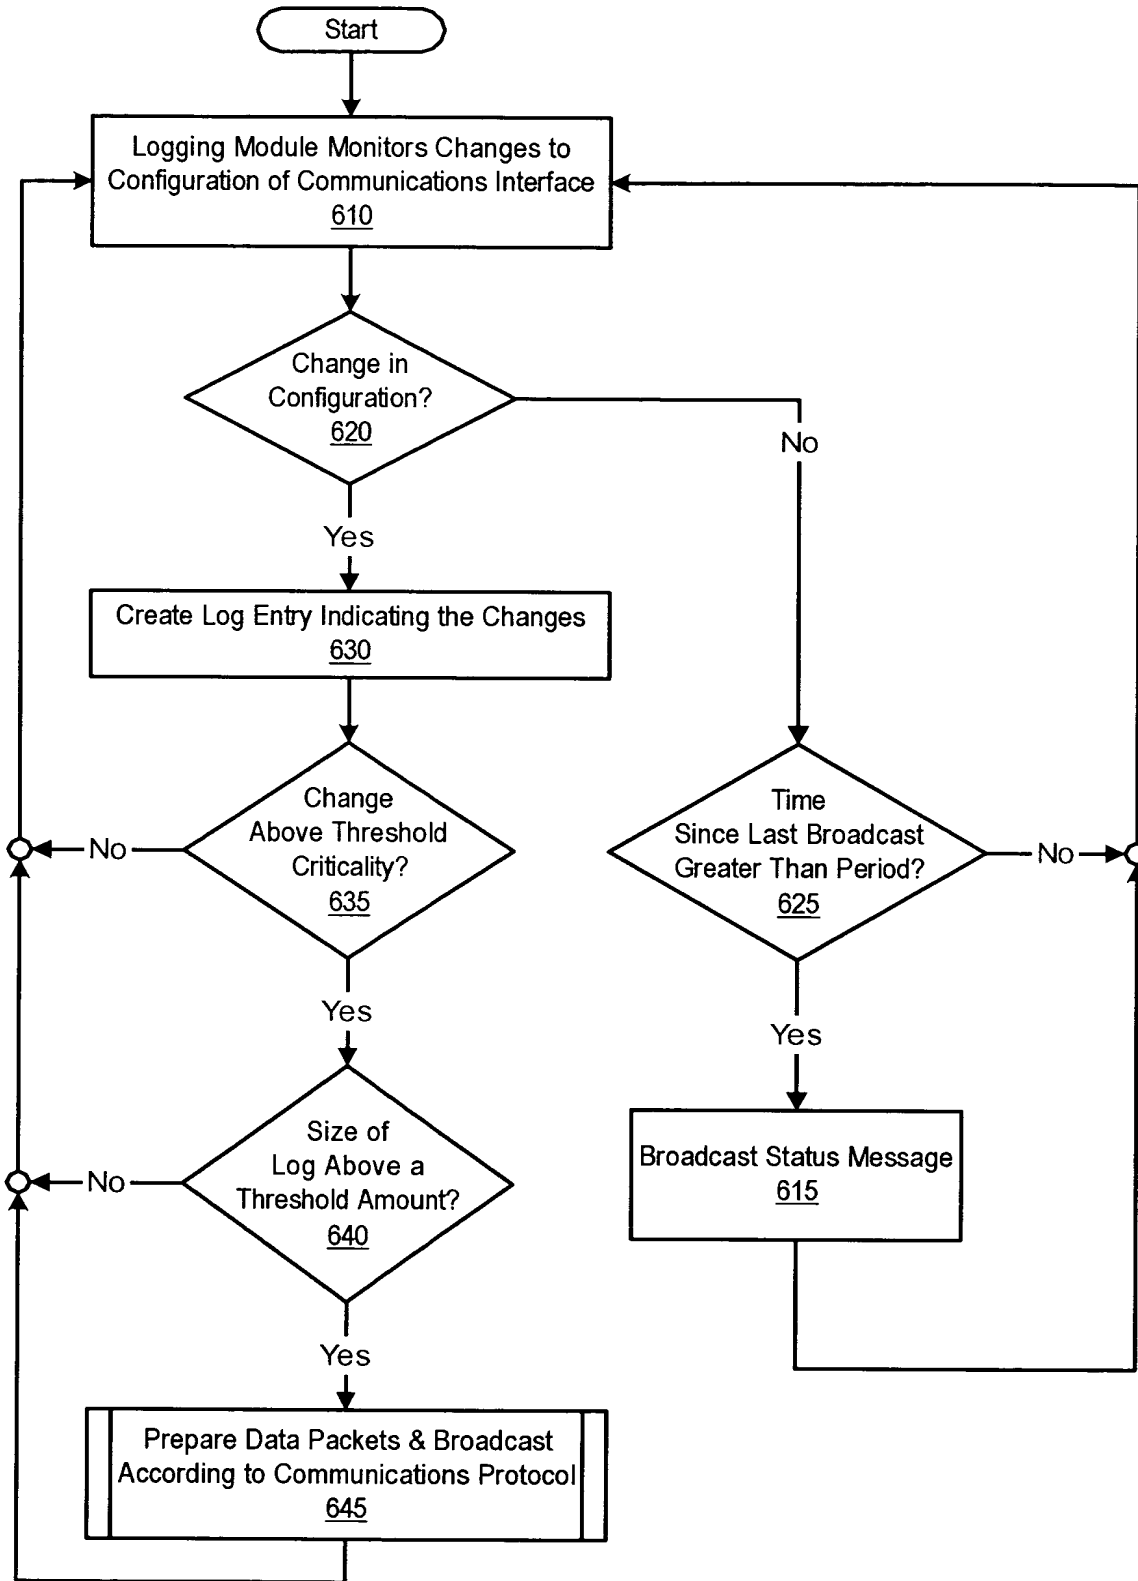 Start
Logging Module Monitors Changes to
Configuration of Communications Interface
610
Change in
Configuration?
620
No
Yes
Create Log Entry Indicating the Changes
630
Change
Above Threshold
Criticality?
635
No
Time
Since Last Broadcast
Greater Than Period?
625
No
Yes
Yes
Size of
Log Above a
Threshold Amount?
640
No
Broadcast Status Message
615
Yes
Prepare Data Packets & Broadcast
According to Communications Protocol
645